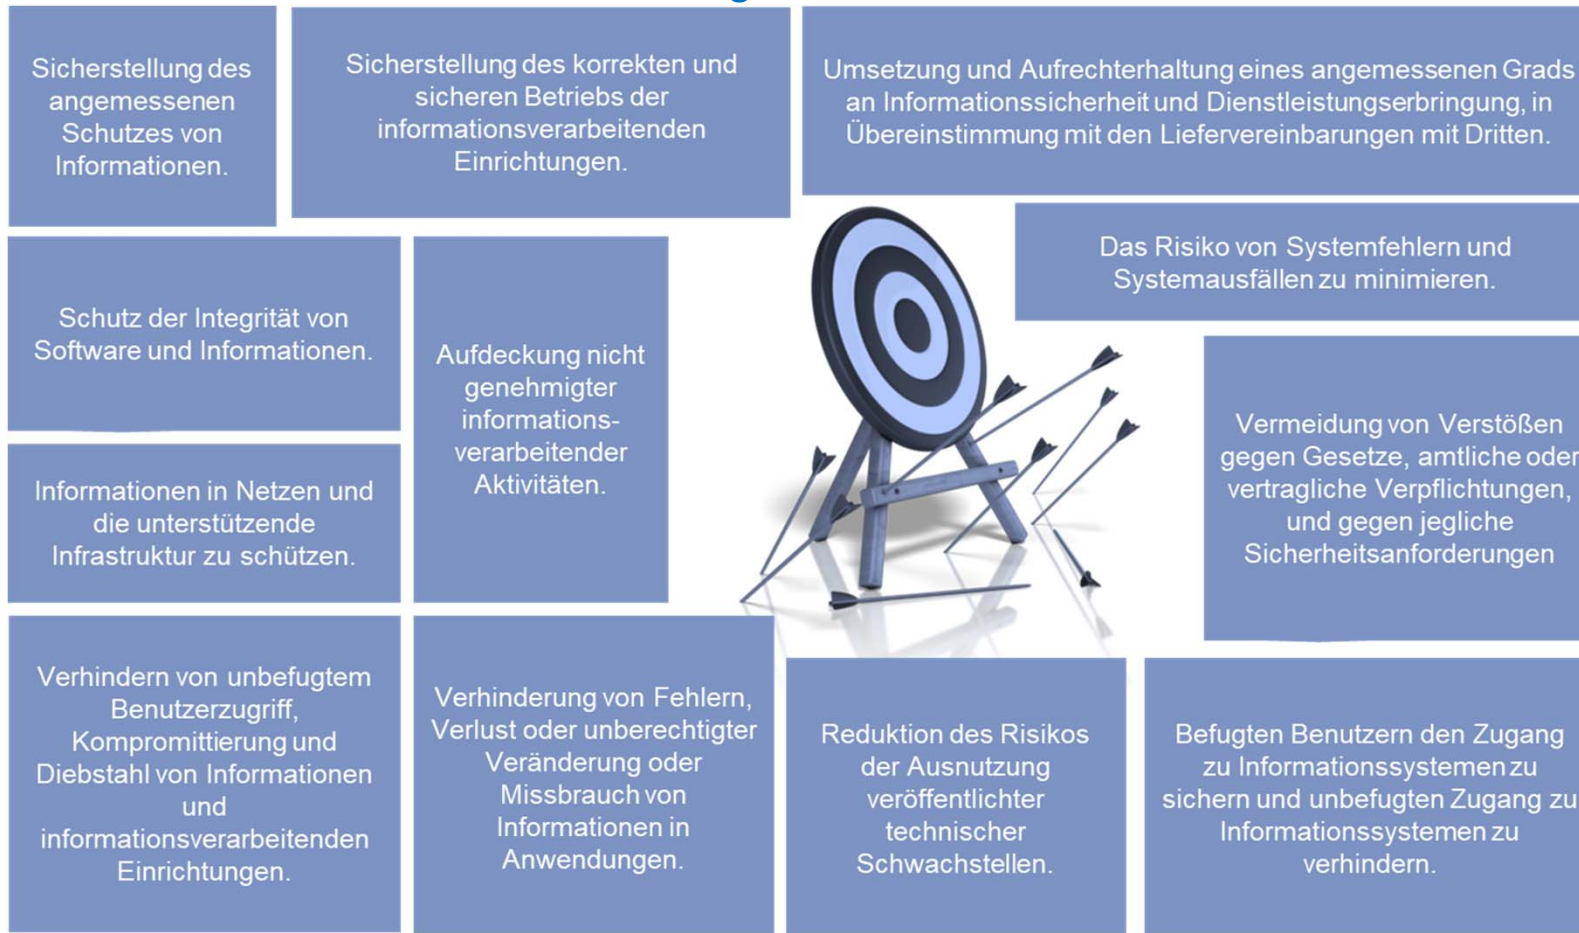 Sicherstellung des
angemessenen
Schutzes von
Informationen.
Sicherstellung des korrekten und
sicheren Betriebs der
informationsverarbeitenden
Einrichtungen.
Umsetzung und Aufrechterhaltung eines angemessenen Grads
an Informationssicherheit und Dienstleistungserbringung, in
Übereinstimmung mit den Liefervereinbarungen mit Dritten.
Das Risiko von Systemfehlern und
Systemausfällen zu minimieren.
Schutz der Integrität von
Software und Informationen.
Aufdeckung nicht
genehmigter
informations-
verarbeitender
Aktivitäten.
Vermeidung von Verstößen
gegen Gesetze, amtliche oder
vertragliche Verpflichtungen,
und gegen jegliche
Sicherheitsanforderungen
Informationen in Netzen und
die unterstützende
Infrastruktur zu schützen.
Verhindern von unbefugtem
Benutzerzugriff,
Kompromittierung und
Diebstahl von Informationen
und
informationsverarbeitenden
Einrichtungen.
Verhinderung von Fehlern,
Verlust oder unberechtigter
Veränderung oder
Missbrauch von
Informationen in
Anwendungen.
Reduktion des Risikos
der Ausnutzung
veröffentlichter
technischer
Schwachstellen.
Befugten Benutzern den Zugang
zu Informationssystemen zu
sichern und unbefugten Zugang zu
Informationssystemen zu
verhindern.